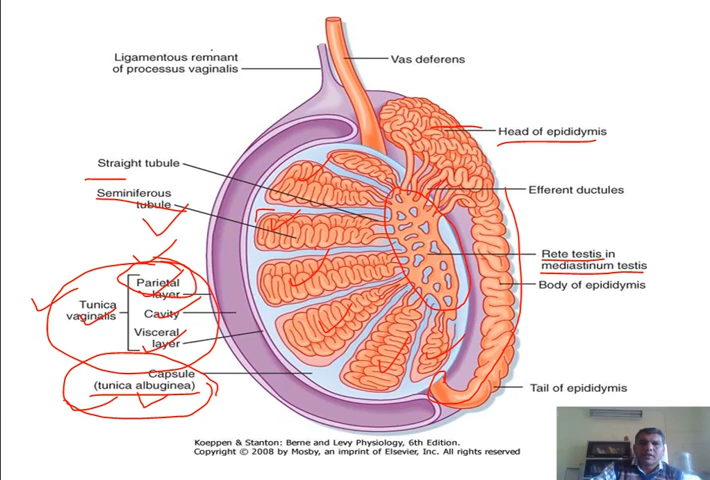 Ligamentous remnant
of processus vaginalis
Vas deferens
Head of epididymis
Straight tubule
Seminiferous
tubule
Efferent ductules
Rete testis in
mediastinum testis
Body of epididymis
Parietal
layer
Tunica
vaginalis
Cavity
Visceral
layer
Capsule
(tunica albuginea)
Tail of epididymis
Koeppen & Stanton: Berne and Levy Physiology, 6th Edition.
Copyright © 2008 by Mosby, an imprint of Elsevier, Inc. All rights reserved